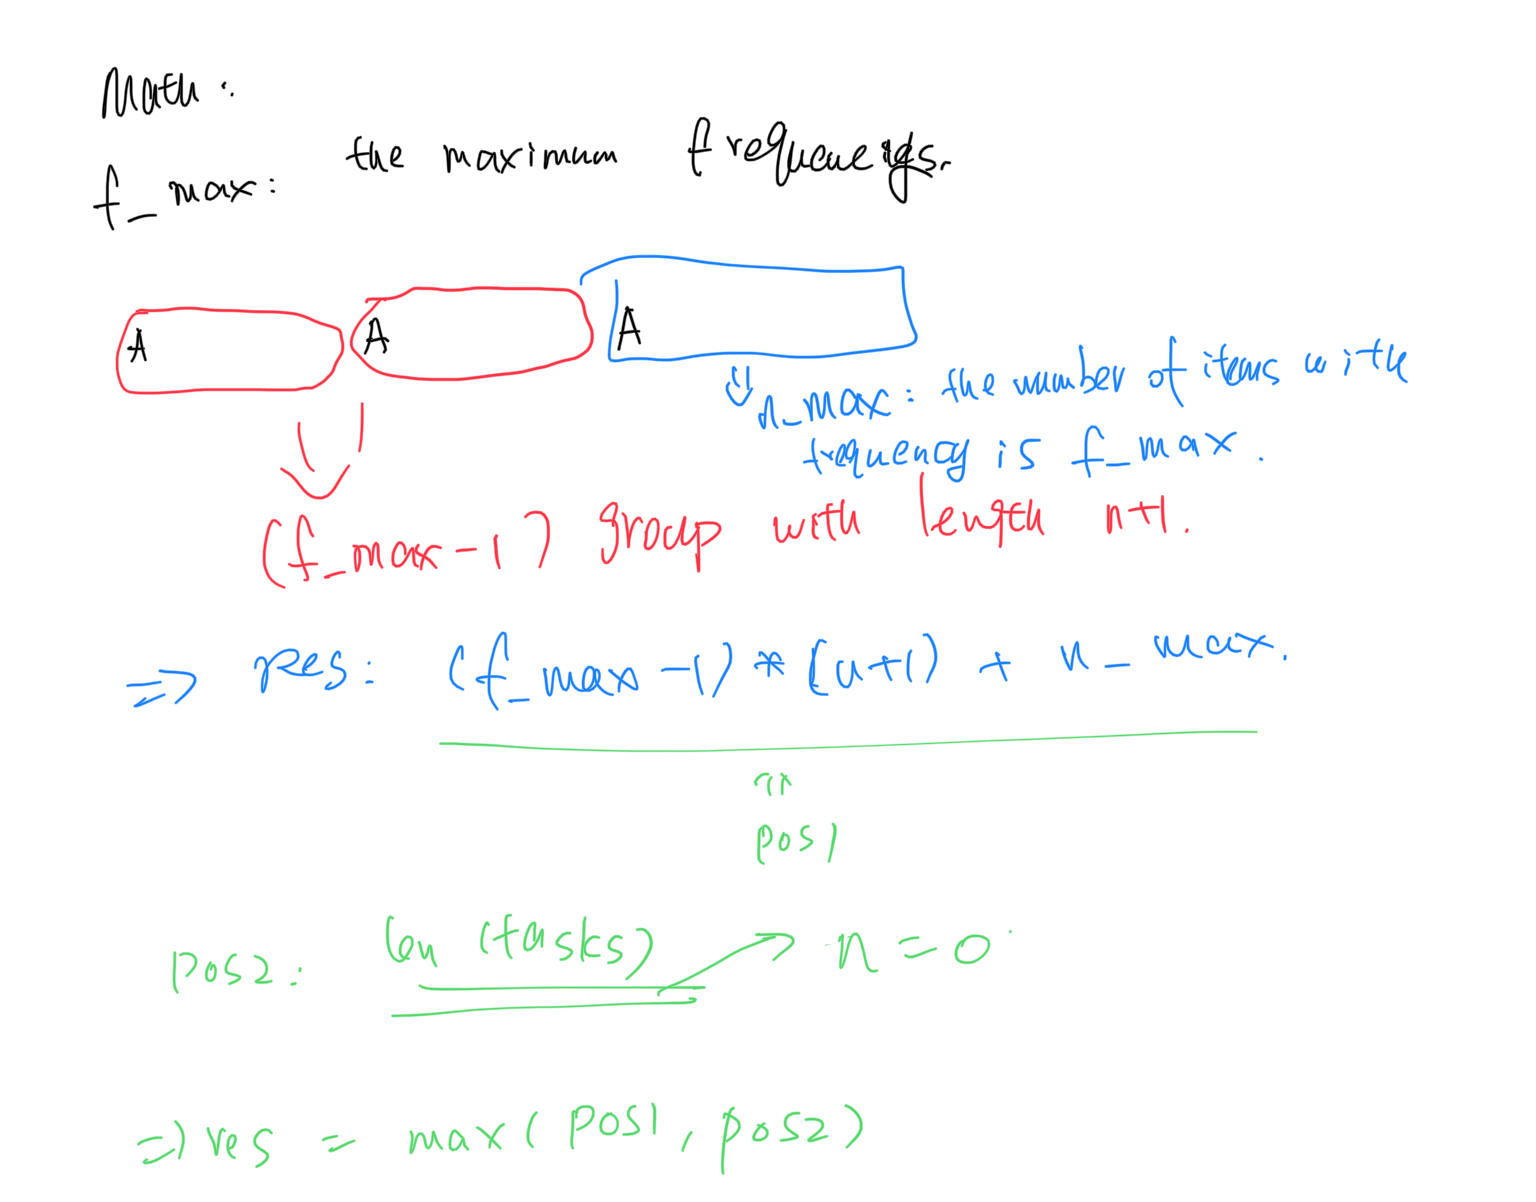 Math:
f_max: the maximum frequencies.
A A A
n_max: the number of items with
frequency is f_max.
(f_max-1) group with length n+1.
=> res: (f_max-1)*(n+1) + n_max.
pos1
pos2: len(tasks) -> n=0
=> res = max(pos1, pos2)